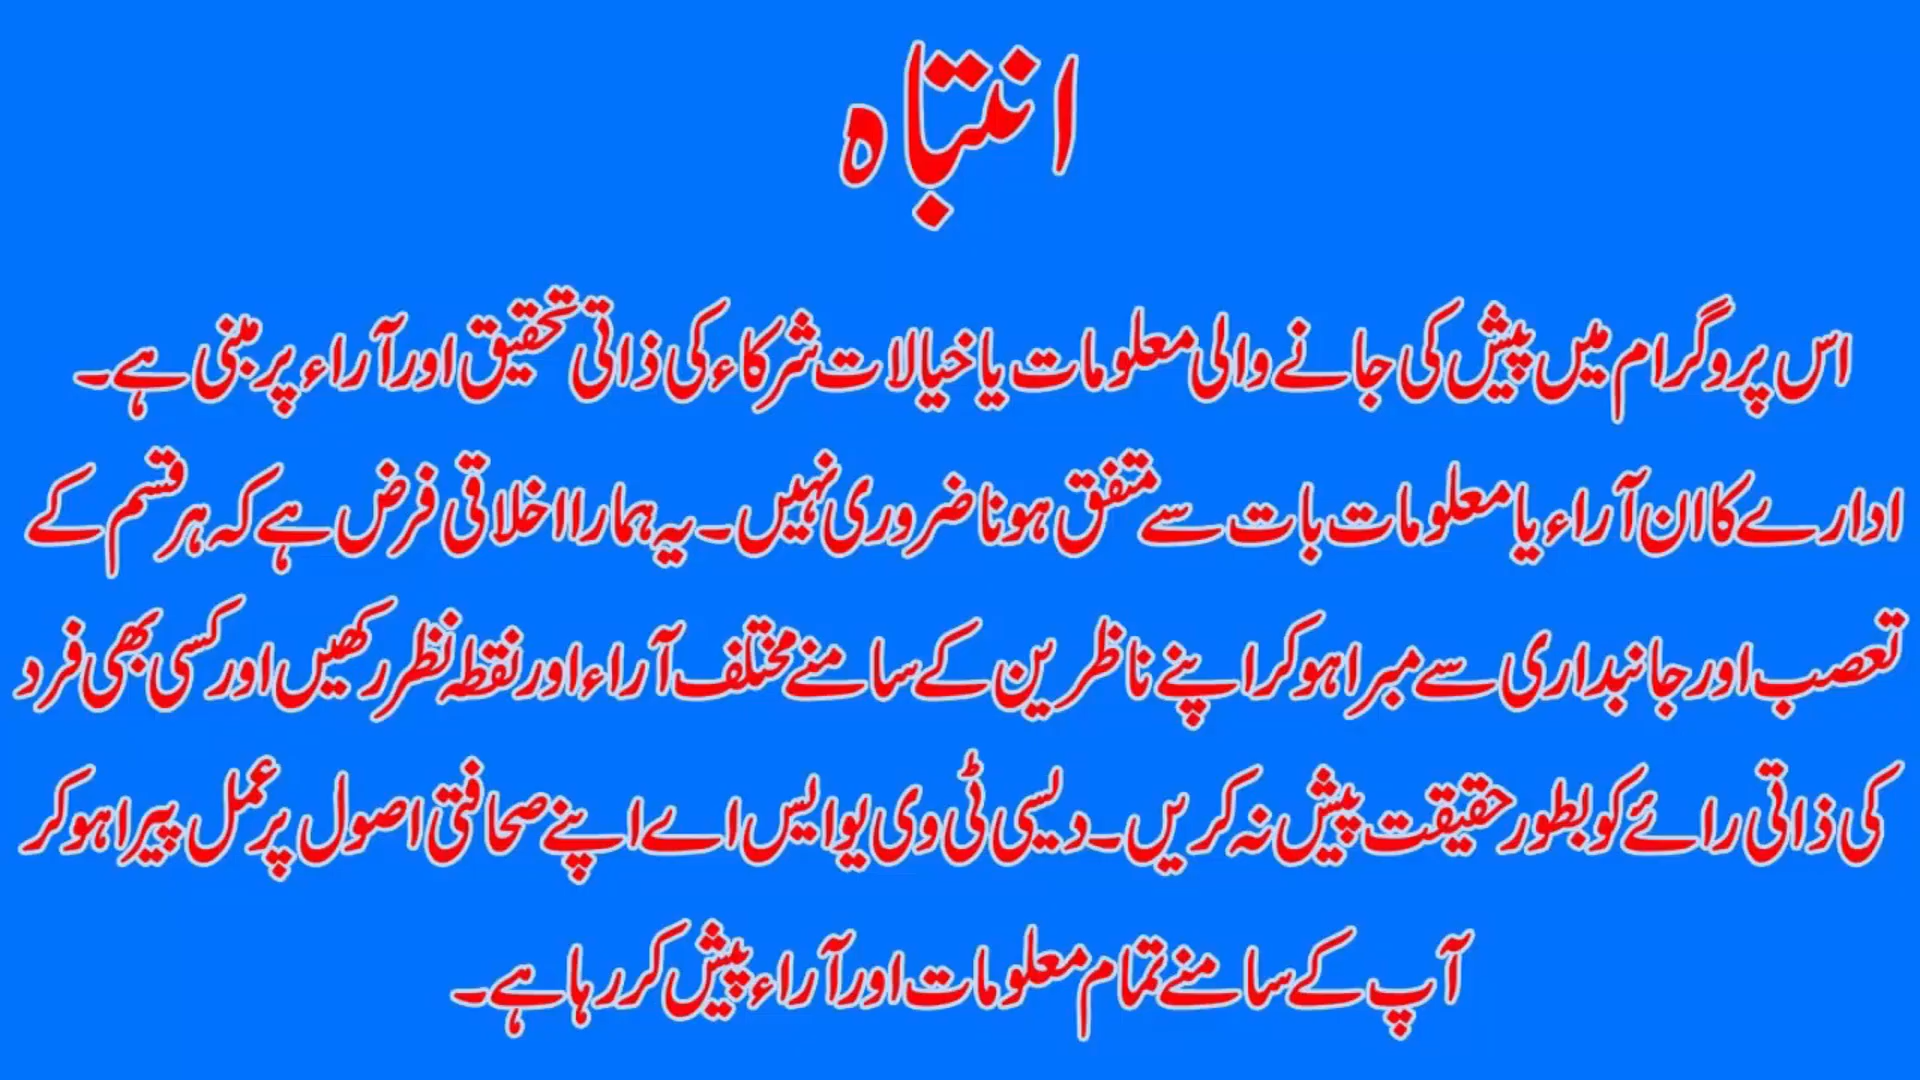 انتباہ
اس پروگرام میں پیش کی جانے والی معلومات یا خیالات شرکاء کی ذاتی تحقیق اور آراء پر مبنی ہے۔
ادارے کا ان آراء یا معلومات بات سے متفق ہونا ضروری نہیں۔ یہ ہمارا اخلاقی فرض ہے کہ ہر قسم کے
تعصب اور جانبداری سے مبرا ہو کر اپنے ناظرین کے سامنے مختلف آراء اور نقطہ نظر رکھیں اور کسی بھی فرد
کی ذاتی رائے کو بطور حقیقت پیش نہ کریں۔ دیسی ٹی وی یو ایس اے اپنے صحافتی اصول پر عمل پیرا ہو کر
آپ کے سامنے تمام معلومات اور آراء پیش کر رہا ہے۔